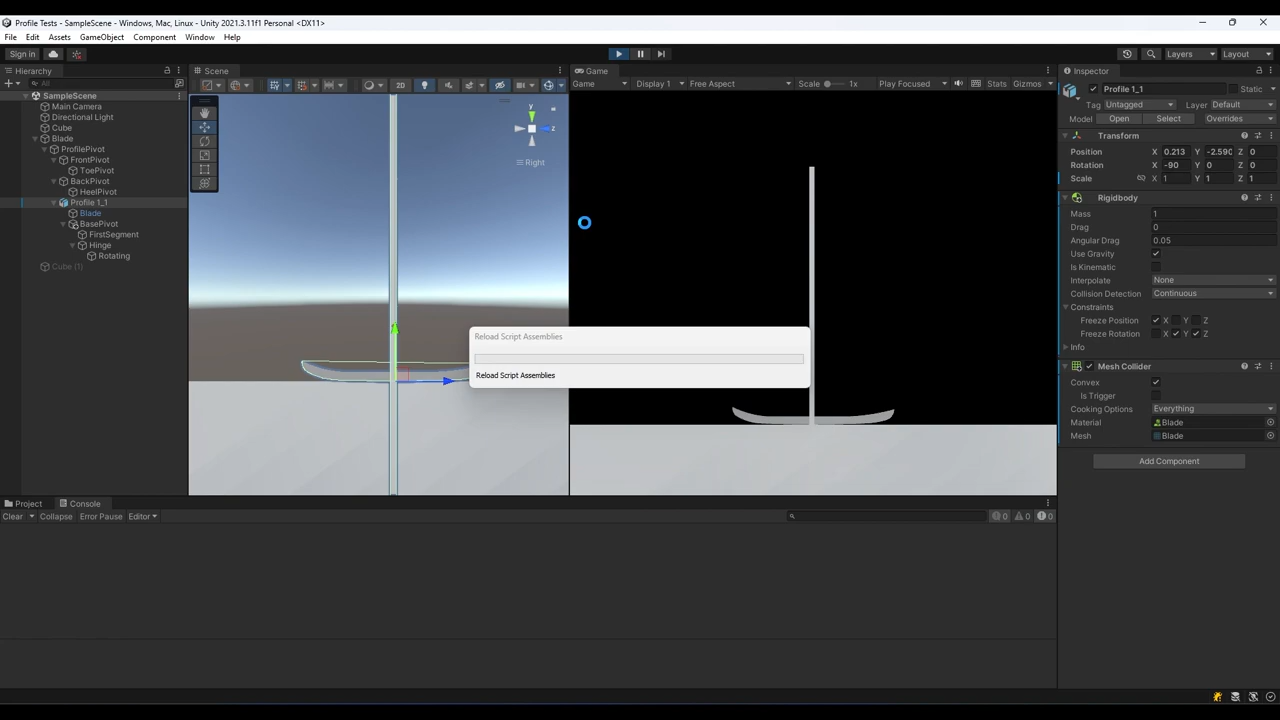 Profile Tests - SampleScene - Windows, Mac, Linux - Unity 2021.3.11f1 Personal <DX11>
File Edit Assets GameObject Component Window Help
Sign in
Layers Layout
Hierarchy
All
SampleScene
Main Camera
Directional Light
Cube
Blade
ProfilePivot
FrontPivot
ToePivot
BackPivot
HeelPivot
Profile 1_1
Blade
BasePivot
FirstSegment
Hinge
Rotating
Cube (1)
Scene
2D
y
z
Right
Game
Game Display 1 Free Aspect Scale 1x Play Focused Stats Gizmos
Reload Script Assemblies
Reload Script Assemblies
Inspector
Profile 1_1 Static
Tag Untagged Layer Default
Model Open Select Overrides
Transform
Position X 0.213 Y -2.590 Z 0
Rotation X -90 Y 0 Z 0
Scale X 1 Y 1 Z 1
Rigidbody
Mass 1
Drag 0
Angular Drag 0.05
Use Gravity
Is Kinematic
Interpolate None
Collision Detection Continuous
Constraints
Freeze Position X Y Z
Freeze Rotation X Y Z
Info
Mesh Collider
Convex
Is Trigger
Cooking Options Everything
Material Blade
Mesh Blade
Add Component
Project Console
Clear Collapse Error Pause Editor
0 0 0